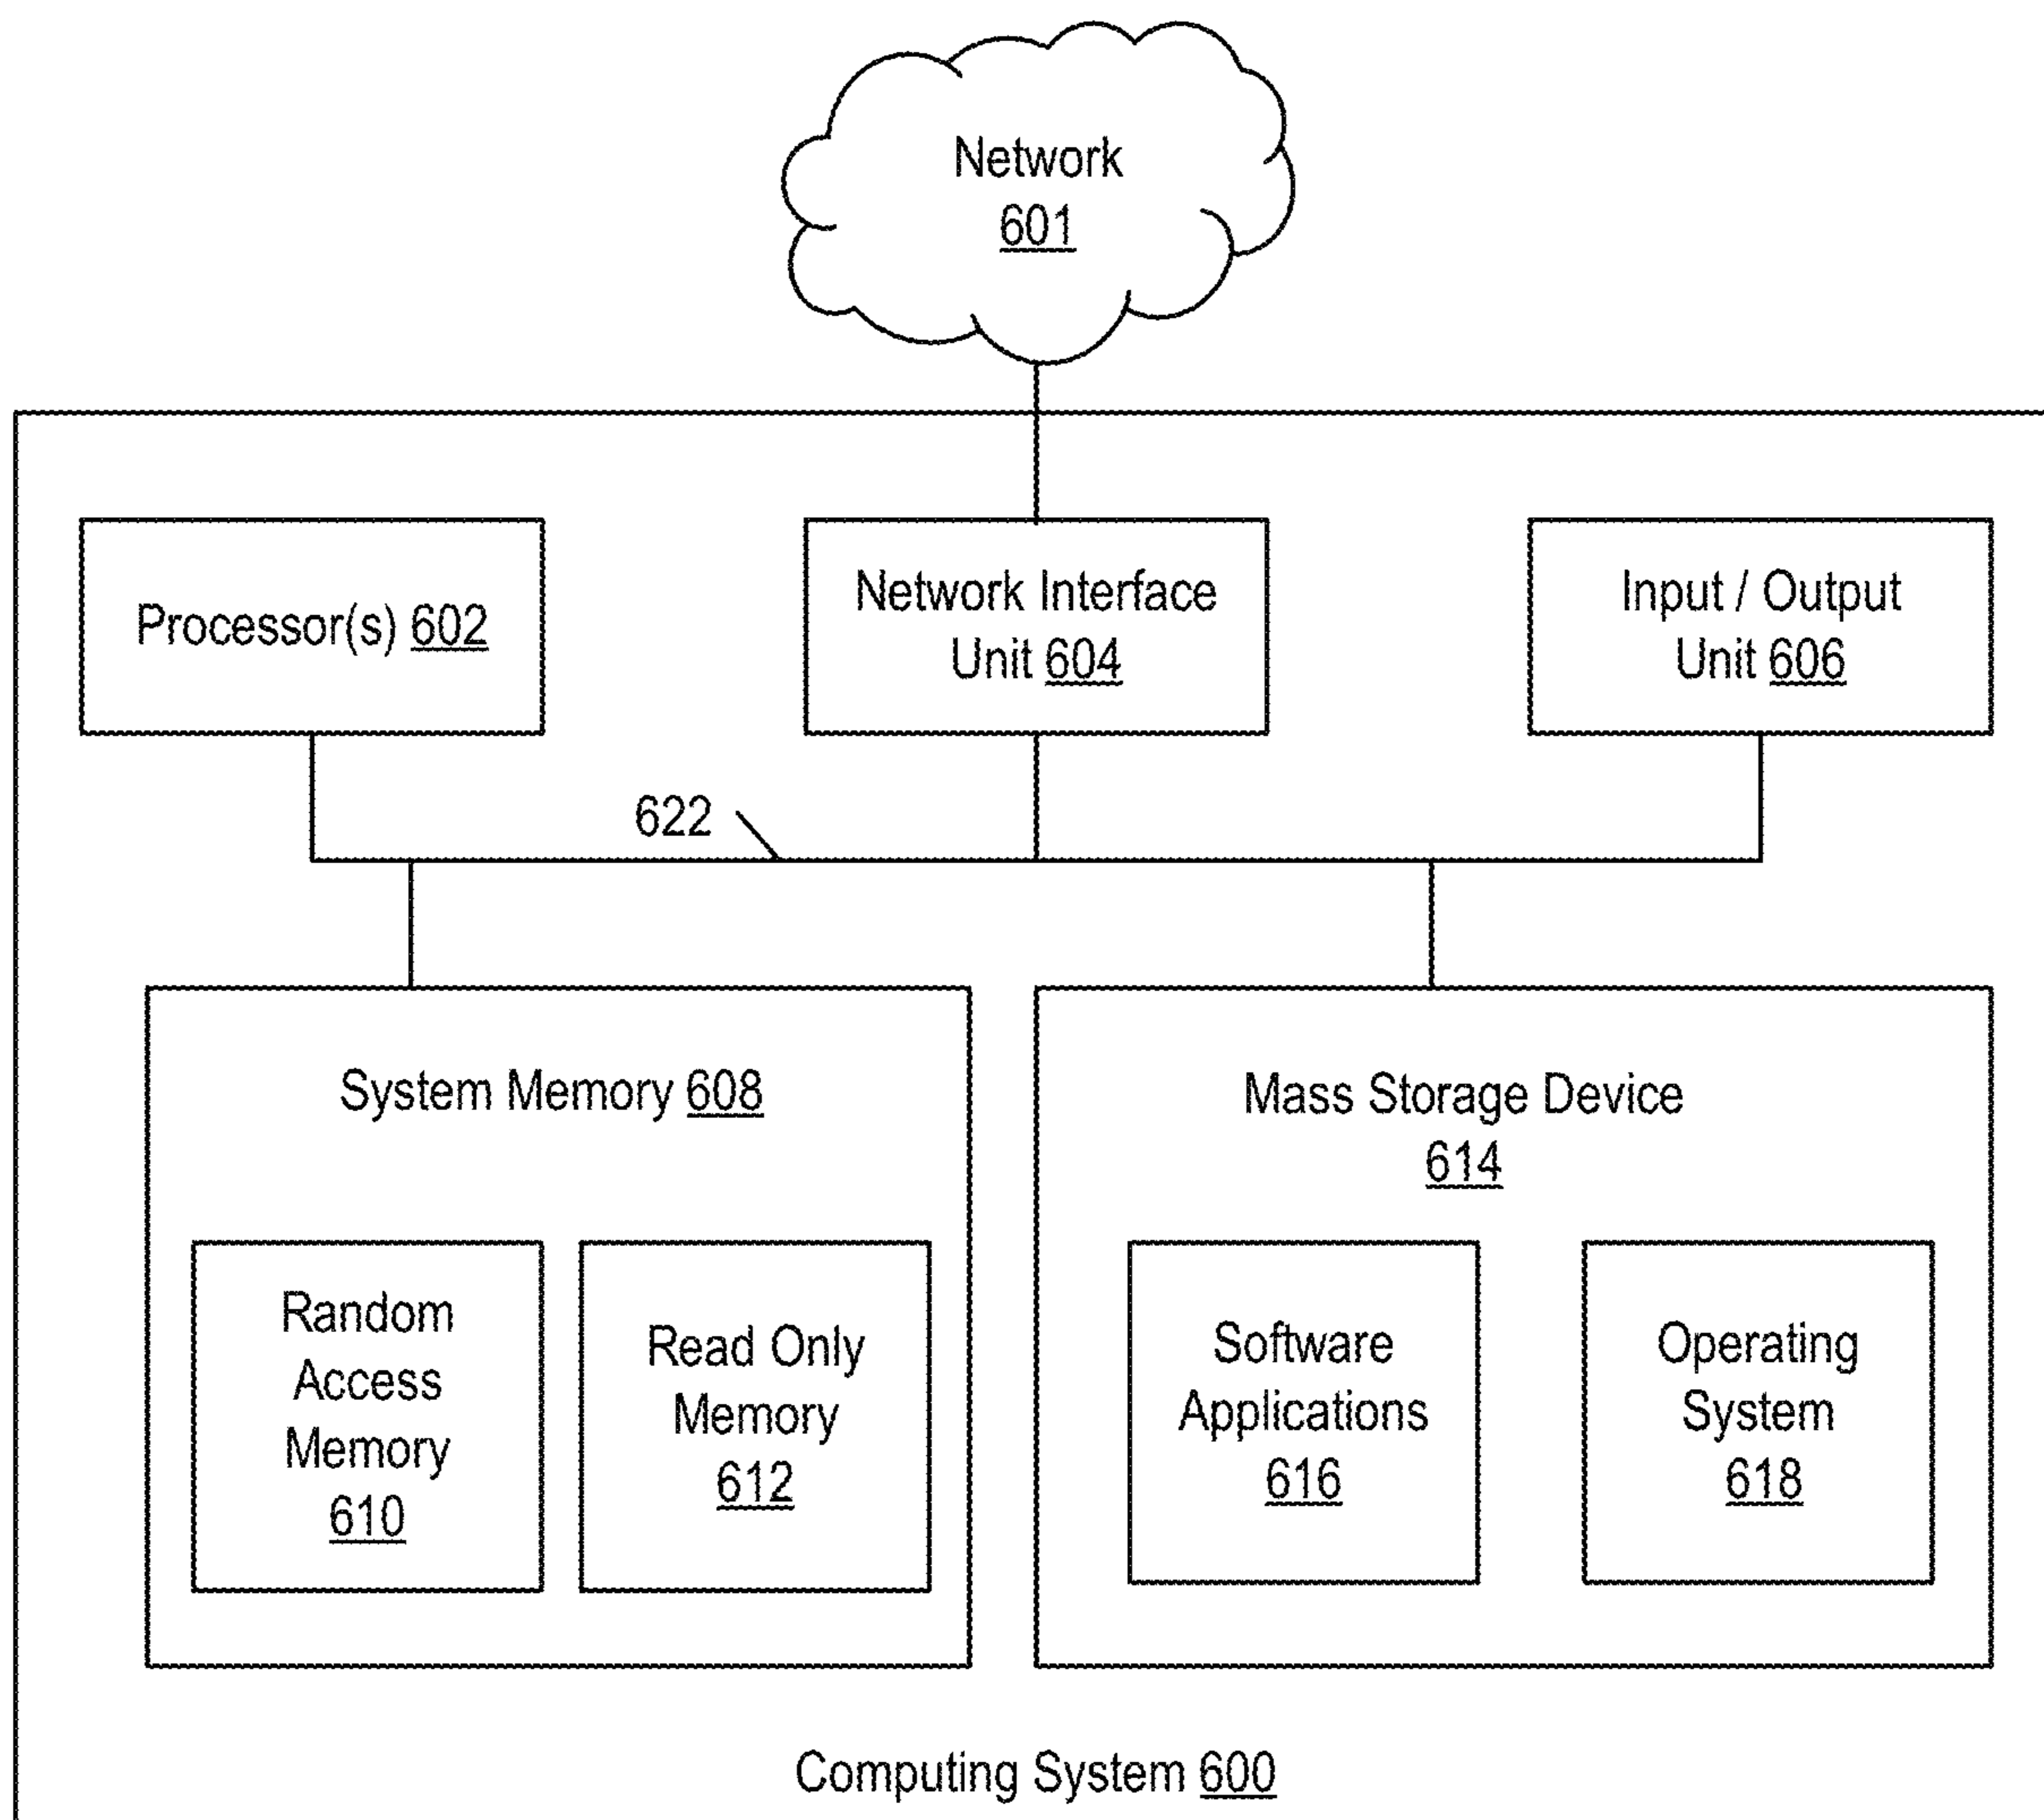 Network
601
Processor(s) 602
Network Interface
Unit 604
Input / Output
Unit 606
622
System Memory 608
Mass Storage Device
614
Random
Access
Memory
610
Read Only
Memory
612
Software
Applications
616
Operating
System
618
Computing System 600